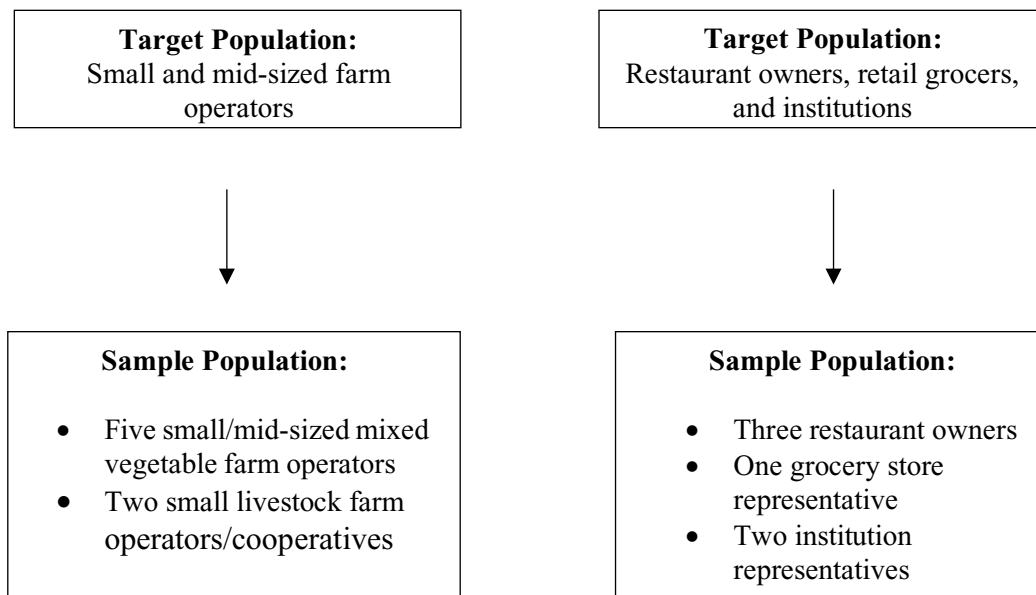 Target Population:
Small and mid-sized farm
operators
Target Population:
Restaurant owners, retail grocers,
and institutions
Sample Population:
• Five small/mid-sized mixed
vegetable farm operators
• Two small livestock farm
operators/cooperatives
Sample Population:
• Three restaurant owners
• One grocery store
representative
• Two institution
representatives